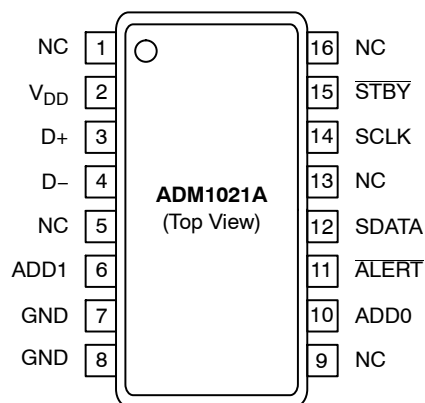 NC 1 16 NC
VDD 2 15 STBY
D+ 3 14 SCLK
D− 4 13 NC
ADM1021A
(Top View)
NC 5 12 SDATA
ADD1 6 11 ALERT
GND 7 10 ADD0
GND 8 9 NC